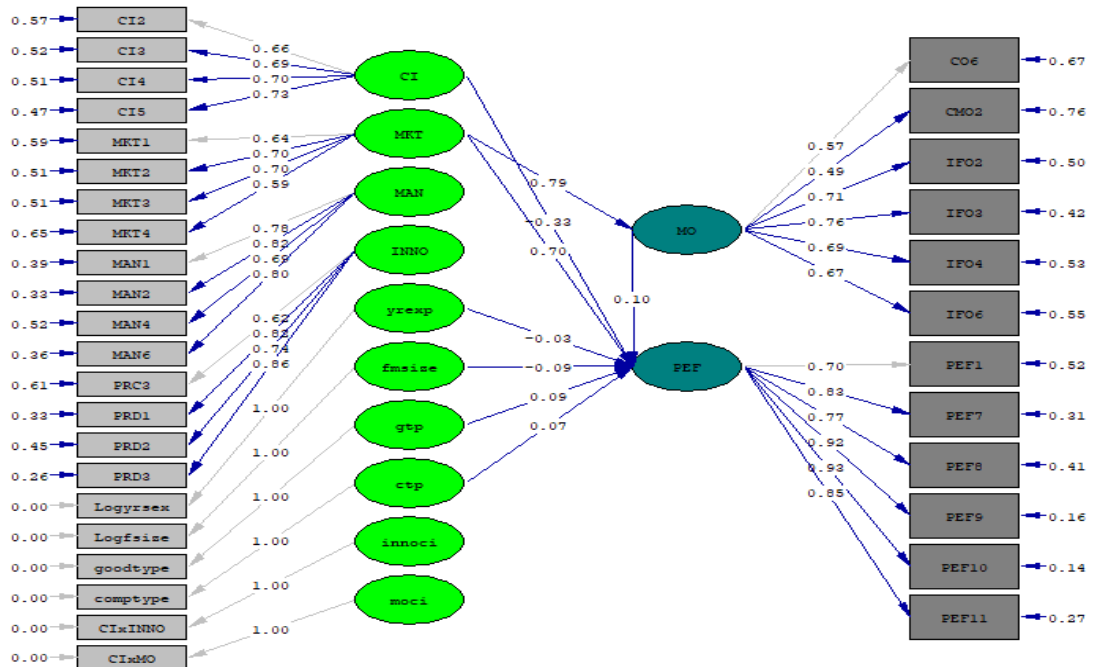 0.57 CI2
0.52 CI3
0.51 CI4
0.47 CI5
0.59 MKT1
0.51 MKT2
0.51 MKT3
0.65 MKT4
0.39 MAN1
0.33 MAN2
0.52 MAN4
0.36 MAN6
0.61 PRC3
0.33 PRD1
0.45 PRD2
0.26 PRD3
0.00 Logyrsex
0.00 Logfsize
0.00 goodtype
0.00 comptype
0.00 CIxINNO
0.00 CIxMO
0.66
0.69
0.70
0.73
0.64
0.70
0.70
0.59
0.78
0.82
0.69
0.80
0.62
0.82
0.74
0.86
1.00
1.00
1.00
1.00
1.00
1.00
CI
MKT
MAN
INNO
yrexp
fmsize
gtp
ctp
innoci
moci
0.79
-0.33
0.70
0.10
-0.03
-0.09
0.09
0.07
MO
PEF
0.57
0.49
0.71
0.76
0.69
0.67
0.70
0.83
0.77
0.92
0.93
0.85
CO6 0.67
CMO2 0.76
IFO2 0.50
IFO3 0.42
IFO4 0.53
IFO6 0.55
PEF1 0.52
PEF7 0.31
PEF8 0.41
PEF9 0.16
PEF10 0.14
PEF11 0.27